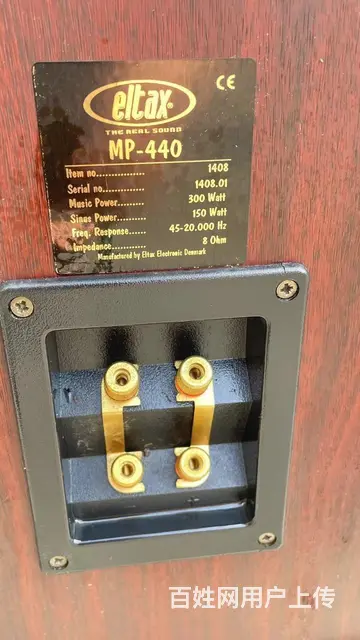 eltax
CE
THE REAL SOUND
MP-440
Item no............... 1408
Serial no............ 1408.01
Music Power........ 300 Watt
Sinus Power......... 150 Watt
Freq. Response..... 45-20.000 Hz
Impedance........... 8 Ohm
Manufactured by Eltax Electronic Denmark
百姓网用户上传